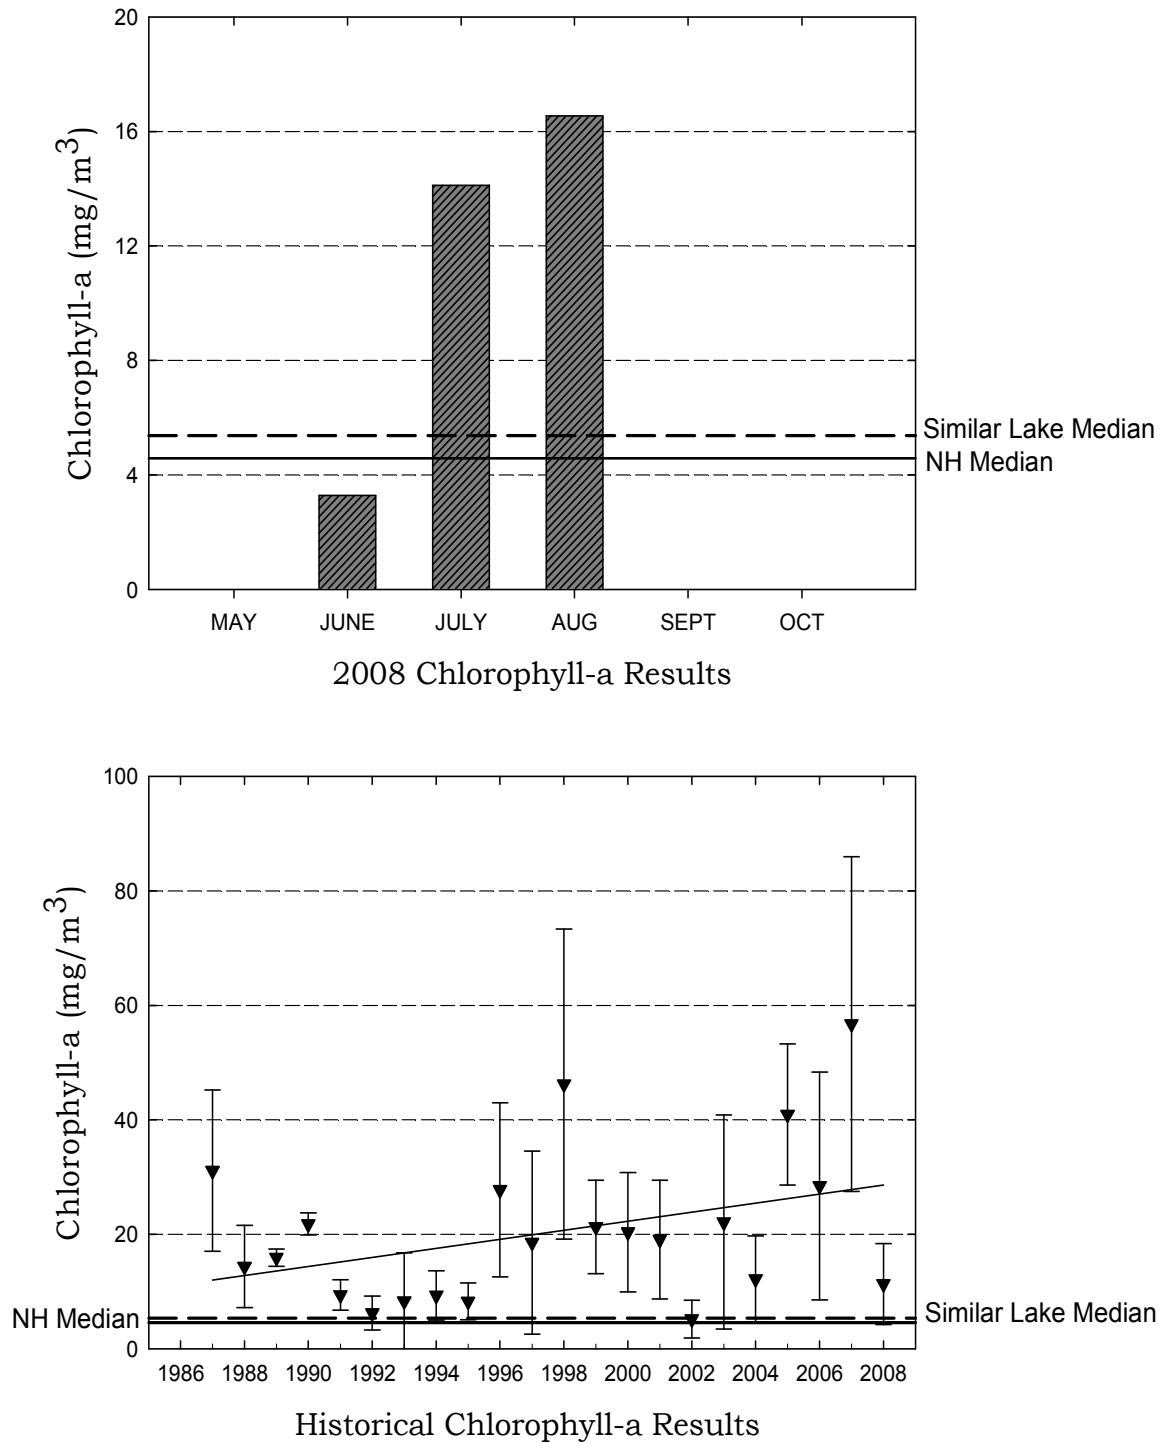 20
16
12
8
4
0
Chlorophyll-a (mg/m³)
Similar Lake Median
NH Median
MAY JUNE JULY AUG SEPT OCT
2008 Chlorophyll-a Results
100
80
60
40
20
0
Chlorophyll-a (mg/m³)
NH Median
Similar Lake Median
1986 1988 1990 1992 1994 1996 1998 2000 2002 2004 2006 2008
Historical Chlorophyll-a Results